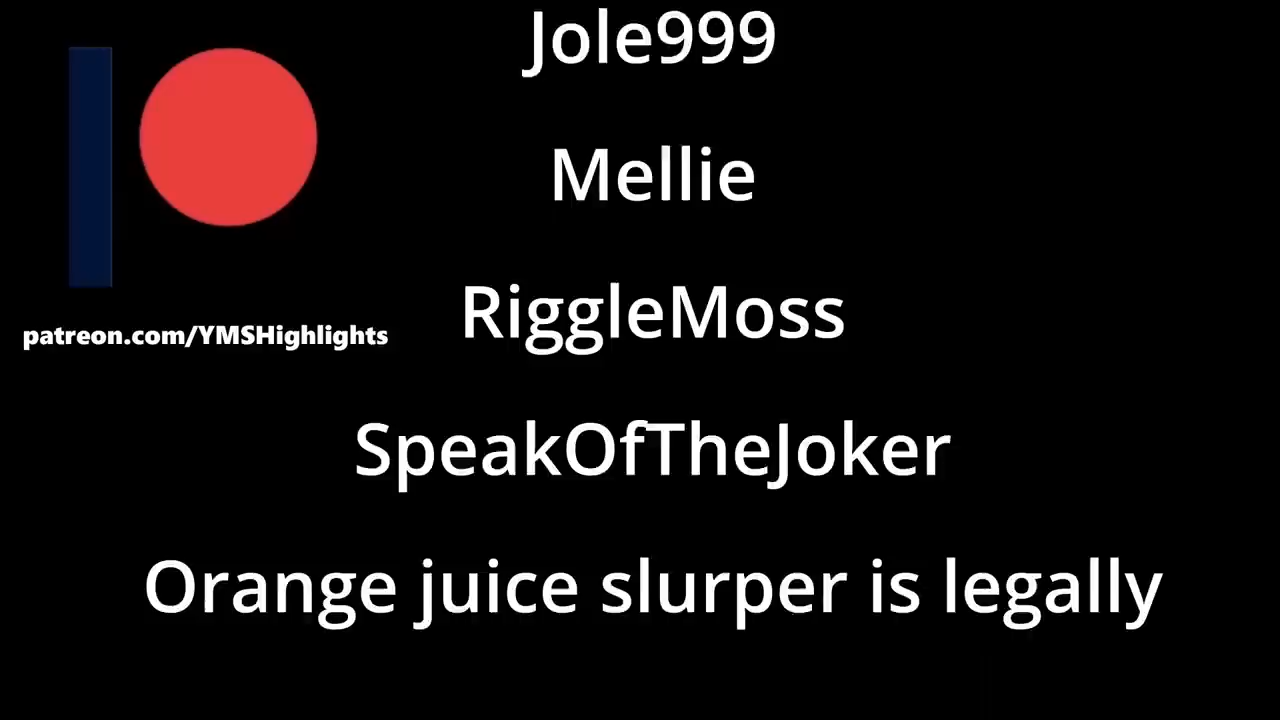 Jole999
Mellie
RiggleMoss
patreon.com/YMSHighlights
SpeakOfTheJoker
Orange juice slurper is legally